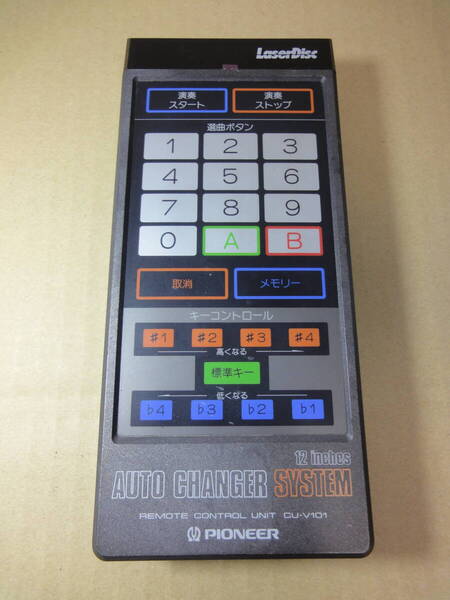 LaserDisc
演奏 演奏
スタート ストップ
選曲ボタン
1 2 3
4 5 6
7 8 9
0 A B
取消 メモリー
キーコントロール
♯1 ♯2 ♯3 ♯4
高くなる
標準キー
低くなる
♭4 ♭3 ♭2 ♭1
12 inches
AUTO CHANGER SYSTEM
REMOTE CONTROL UNIT CU-V101
PIONEER